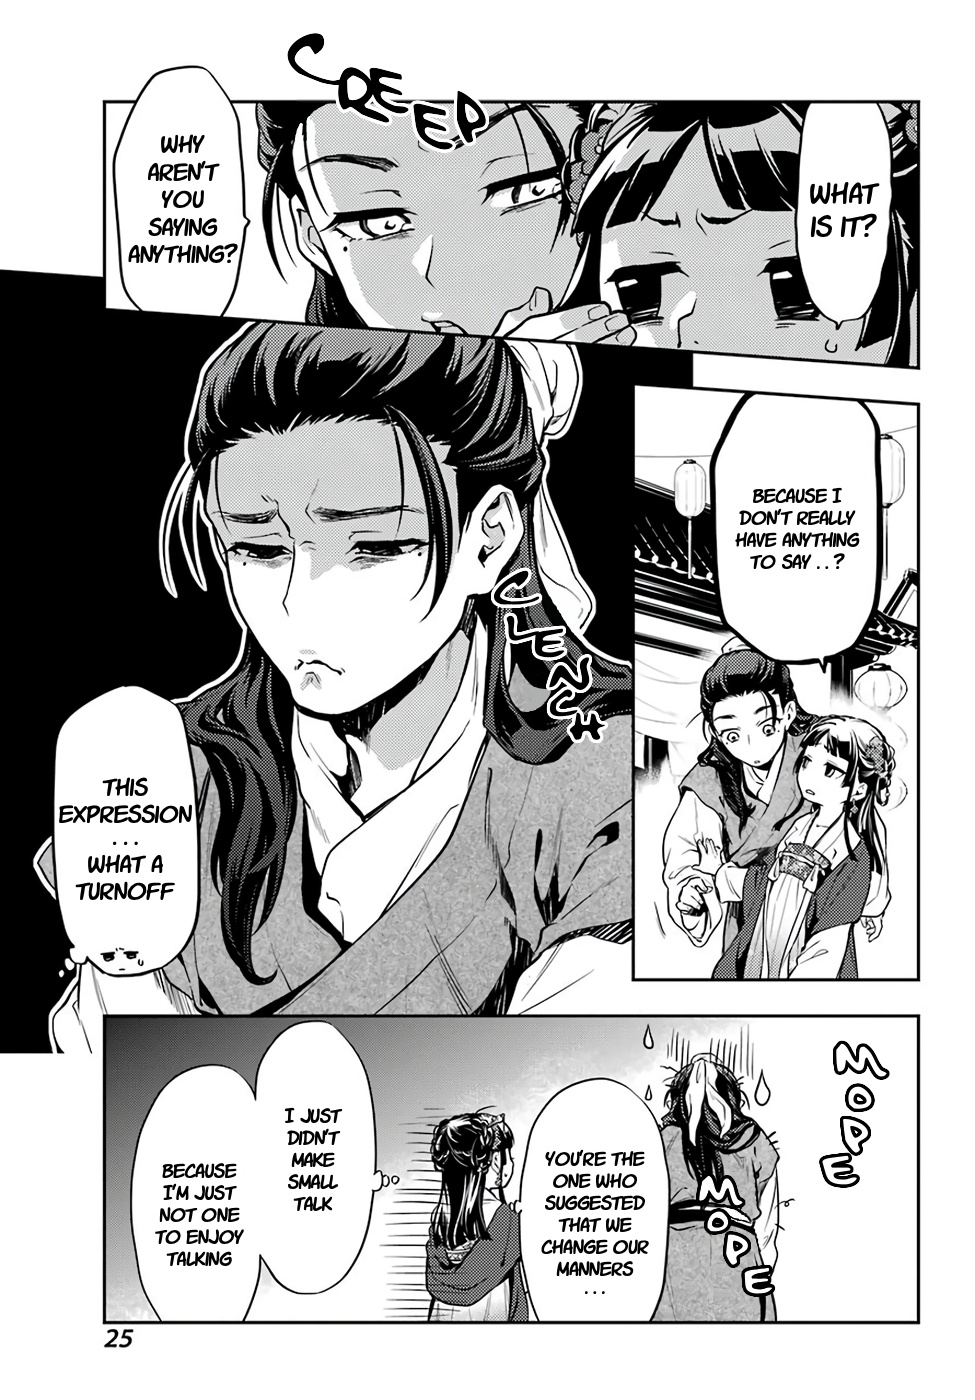 CREEP
WHAT
IS IT?
WHY
AREN'T
YOU
SAYING
ANYTHING?
BECAUSE I
DON'T REALLY
HAVE ANYTHING
TO SAY . . ?
CLENCH
THIS
EXPRESSION
. . .
WHAT A
TURNOFF
MOPE
MOPE
YOU'RE THE
ONE WHO
SUGGESTED
THAT WE
CHANGE OUR
MANNERS
. . .
I JUST
DIDN'T
MAKE
SMALL
TALK
BECAUSE
I'M JUST
NOT ONE
TO ENJOY
TALKING
25